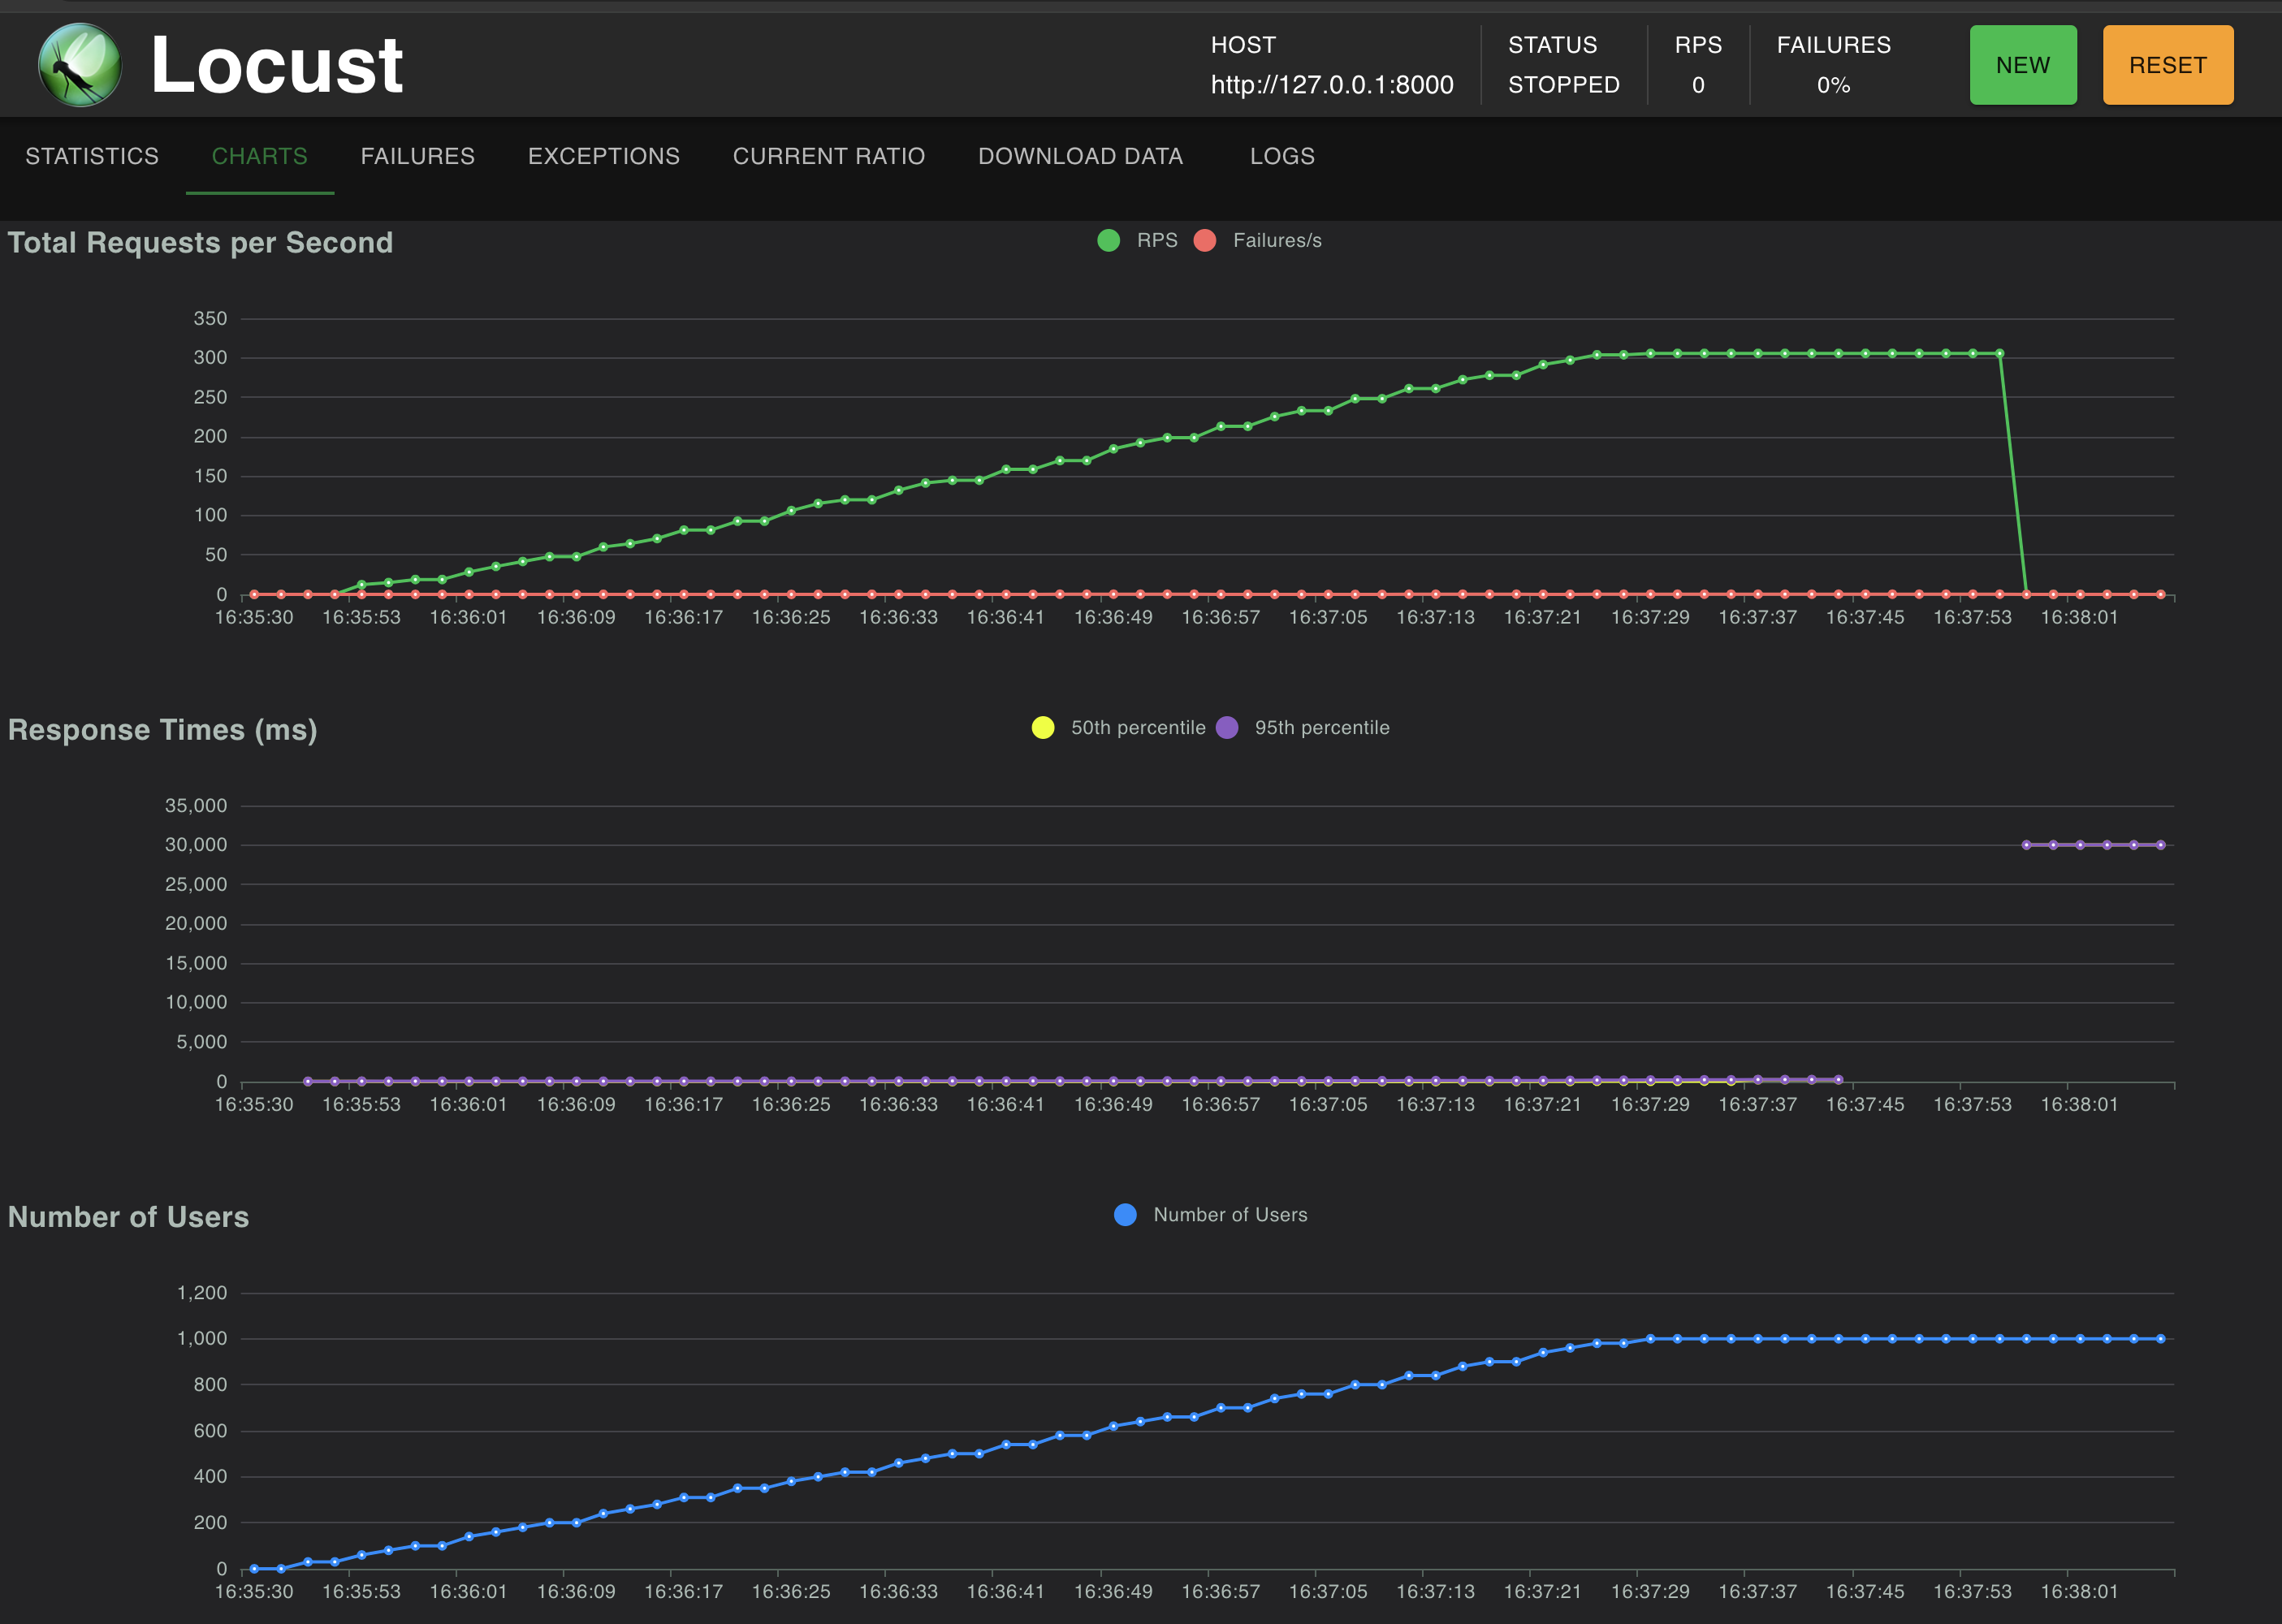 Locust
HOST
http://127.0.0.1:8000
STATUS
STOPPED
RPS
0
FAILURES
0%
NEW
RESET
STATISTICS CHARTS FAILURES EXCEPTIONS CURRENT RATIO DOWNLOAD DATA LOGS
Total Requests per Second
RPS Failures/s
350
300
250
200
150
100
50
0
16:35:30 16:35:53 16:36:01 16:36:09 16:36:17 16:36:25 16:36:33 16:36:41 16:36:49 16:36:57 16:37:05 16:37:13 16:37:21 16:37:29 16:37:37 16:37:45 16:37:53 16:38:01
Response Times (ms)
50th percentile 95th percentile
35,000
30,000
25,000
20,000
15,000
10,000
5,000
0
16:35:30 16:35:53 16:36:01 16:36:09 16:36:17 16:36:25 16:36:33 16:36:41 16:36:49 16:36:57 16:37:05 16:37:13 16:37:21 16:37:29 16:37:37 16:37:45 16:37:53 16:38:01
Number of Users
Number of Users
1,200
1,000
800
600
400
200
0
16:35:30 16:35:53 16:36:01 16:36:09 16:36:17 16:36:25 16:36:33 16:36:41 16:36:49 16:36:57 16:37:05 16:37:13 16:37:21 16:37:29 16:37:37 16:37:45 16:37:53 16:38:01